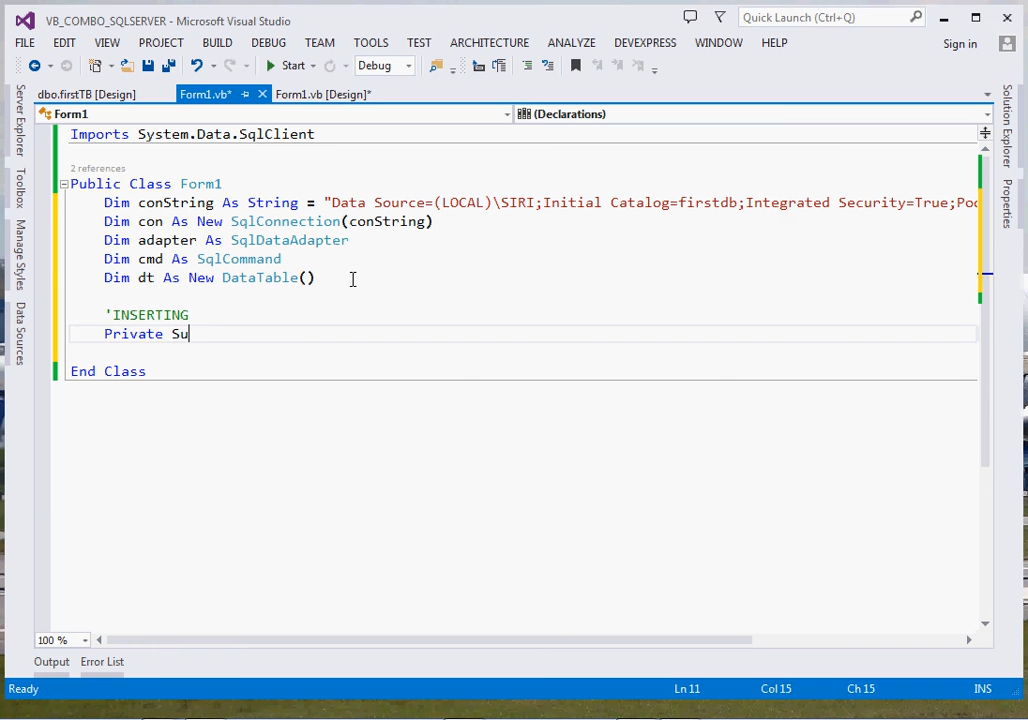 VB_COMBO_SQLSERVER - Microsoft Visual Studio
Quick Launch (Ctrl+Q)
FILE EDIT VIEW PROJECT BUILD DEBUG TEAM TOOLS TEST ARCHITECTURE ANALYZE DEVEXPRESS WINDOW HELP Sign in
Start Debug
dbo.firstTB [Design] Form1.vb* Form1.vb [Design]*
Form1 (Declarations)
Server Explorer
Toolbox
Manage Styles
Data Sources
Solution Explorer
Properties
Imports System.Data.SqlClient
2 references
Public Class Form1
Dim conString As String = "Data Source=(LOCAL)\SIRI;Initial Catalog=firstdb;Integrated Security=True;Poo
Dim con As New SqlConnection(conString)
Dim adapter As SqlDataAdapter
Dim cmd As SqlCommand
Dim dt As New DataTable()
'INSERTING
Private Su
End Class
100 %
Output Error List
Ready Ln 11 Col 15 Ch 15 INS